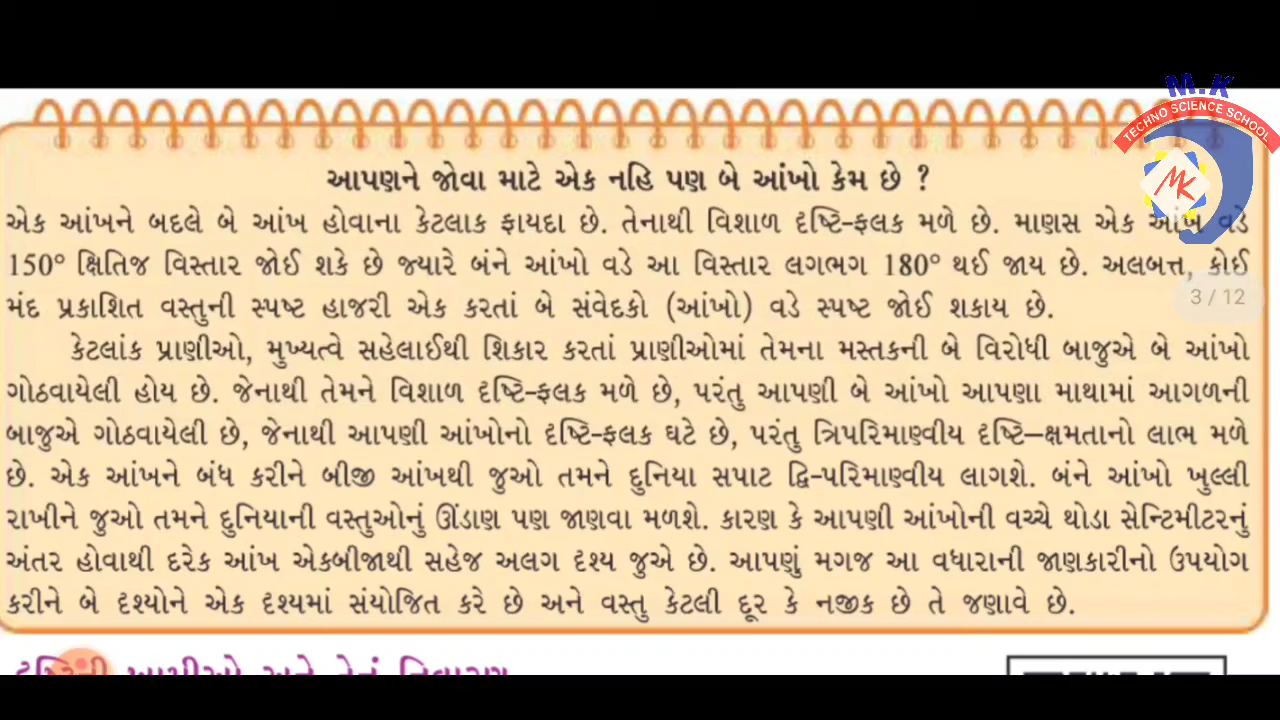 M.K
TECHNO SCIENCE SCHOOL
MK
આપણને જોવા માટે એક નહિ પણ બે આંખો કેમ છે ?
એક આંખને બદલે બે આંખ હોવાના કેટલાક ફાયદા છે. તેનાથી વિશાળ દૃષ્ટિ-ફલક મળે છે. માણસ એક આંખ વડે
150° ક્ષિતિજ વિસ્તાર જોઈ શકે છે જ્યારે બંને આંખો વડે આ વિસ્તાર લગભગ 180° થઈ જાય છે. અલબત્ત, કોઈ
3 / 12
મંદ પ્રકાશિત વસ્તુની સ્પષ્ટ હાજરી એક કરતાં બે સંવેદકો (આંખો) વડે સ્પષ્ટ જોઈ શકાય છે.
કેટલાંક પ્રાણીઓ, મુખ્યત્વે સહેલાઈથી શિકાર કરતાં પ્રાણીઓમાં તેમના મસ્તકની બે વિરોધી બાજુએ બે આંખો
ગોઠવાયેલી હોય છે. જેનાથી તેમને વિશાળ દૃષ્ટિ-ફલક મળે છે, પરંતુ આપણી બે આંખો આપણા માથામાં આગળની
બાજુએ ગોઠવાયેલી છે, જેનાથી આપણી આંખોનો દૃષ્ટિ-ફલક ઘટે છે, પરંતુ ત્રિપરિમાણ્વીય દૃષ્ટિ–ક્ષમતાનો લાભ મળે
છે. એક આંખને બંધ કરીને બીજી આંખથી જુઓ તમને દુનિયા સપાટ દ્વિ-પરિમાણ્વીય લાગશે. બંને આંખો ખુલ્લી
રાખીને જુઓ તમને દુનિયાની વસ્તુઓનું ઊંડાણ પણ જાણવા મળશે. કારણ કે આપણી આંખોની વચ્ચે થોડા સેન્ટિમીટરનું
અંતર હોવાથી દરેક આંખ એકબીજાથી સહેજ અલગ દૃશ્ય જુએ છે. આપણું મગજ આ વધારાની જાણકારીનો ઉપયોગ
કરીને બે દૃશ્યોને એક દૃશ્યમાં સંયોજિત કરે છે અને વસ્તુ કેટલી દૂર કે નજીક છે તે જણાવે છે.